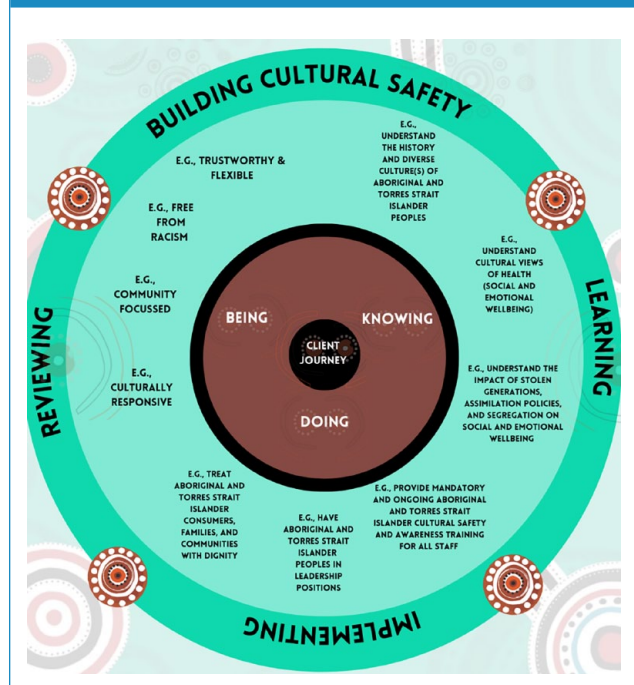 BUILDING CULTURAL SAFETY
E.G., TRUSTWORTHY &
FLEXIBLE
E.G., FREE
FROM
RACISM
E.G.,
COMMUNITY
FOCUSSED
E.G.,
CULTURALLY
RESPONSIVE
E.G.,
UNDERSTAND
THE HISTORY
AND DIVERSE
CULTURE(S) OF
ABORIGINAL AND
TORRES STRAIT
ISLANDER
PEOPLES
E.G.,
UNDERSTAND
CULTURAL VIEWS
OF HEALTH
(SOCIAL AND
EMOTIONAL
WELLBEING)
E.G., UNDERSTAND THE
IMPACT OF STOLEN
GENERATIONS,
ASSIMILATION POLICIES,
AND SEGREGATION ON
SOCIAL AND EMOTIONAL
WELLBEING
LEARNING
REVIEWING
BEING
KNOWING
CLIENT
JOURNEY
DOING
E.G., TREAT
ABORIGINAL AND
TORRES STRAIT
ISLANDER
CONSUMERS,
FAMILIES, AND
COMMUNITIES
WITH DIGNITY
E.G., HAVE
ABORIGINAL AND
TORRES STRAIT
ISLANDER
PEOPLES IN
LEADERSHIP
POSITIONS
E.G., PROVIDE MANDATORY
AND ONGOING ABORIGINAL
AND TORRES STRAIT
ISLANDER CULTURAL SAFETY
AND AWARENESS TRAINING
FOR ALL STAFF
IMPLEMENTING